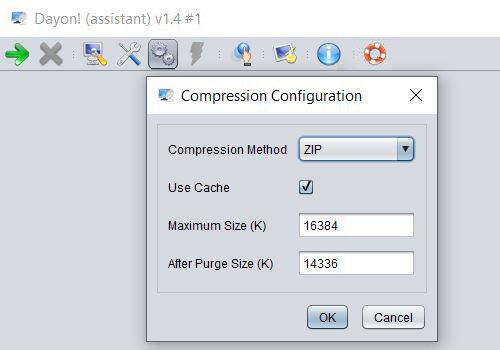 Dayon! (assistant) v1.4 #1
Compression Configuration
Compression Method ZIP
Use Cache
Maximum Size (K) 16384
After Purge Size (K) 14336
OK Cancel